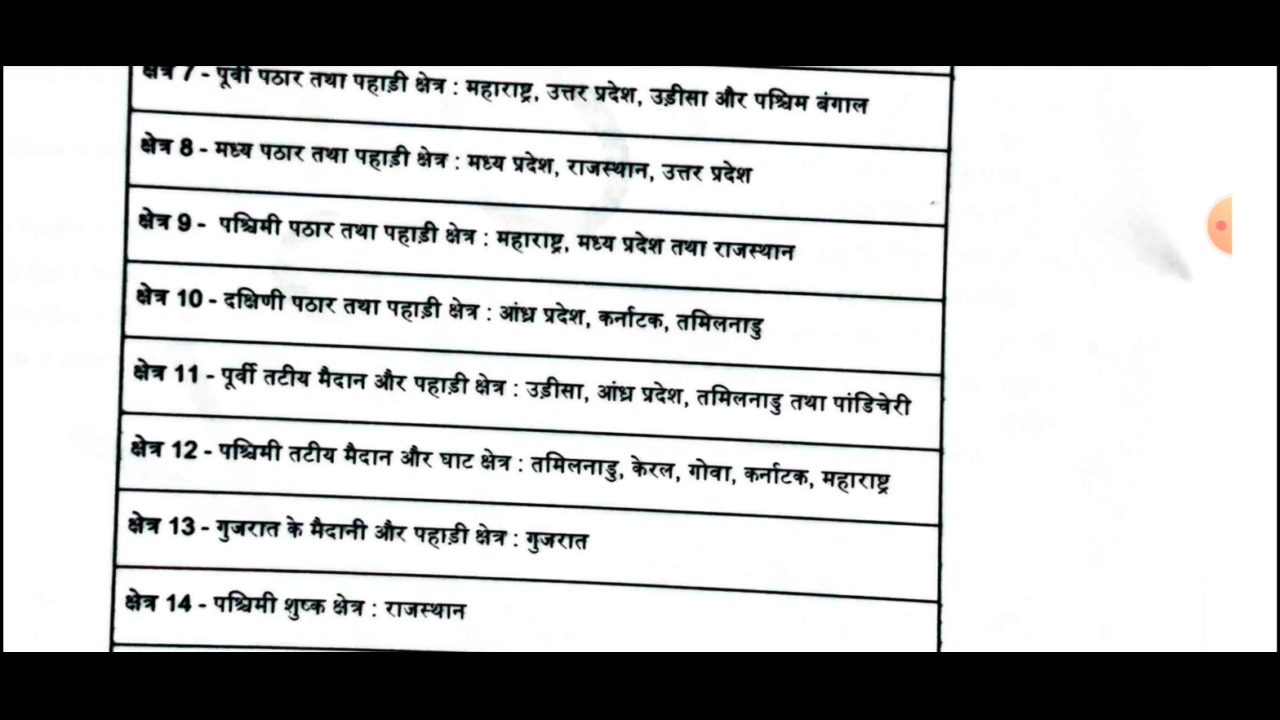 क्षेत्र 7 - पूर्वी पठार तथा पहाड़ी क्षेत्र : महाराष्ट्र, उत्तर प्रदेश, उड़ीसा और पश्चिम बंगाल
क्षेत्र 8 - मध्य पठार तथा पहाड़ी क्षेत्र : मध्य प्रदेश, राजस्थान, उत्तर प्रदेश
क्षेत्र 9 - पश्चिमी पठार तथा पहाड़ी क्षेत्र : महाराष्ट्र, मध्य प्रदेश तथा राजस्थान
क्षेत्र 10 - दक्षिणी पठार तथा पहाड़ी क्षेत्र : आंध्र प्रदेश, कर्नाटक, तमिलनाडु
क्षेत्र 11 - पूर्वी तटीय मैदान और पहाड़ी क्षेत्र : उड़ीसा, आंध्र प्रदेश, तमिलनाडु तथा पांडिचेरी
क्षेत्र 12 - पश्चिमी तटीय मैदान और घाट क्षेत्र : तमिलनाडु, केरल, गोवा, कर्नाटक, महाराष्ट्र
क्षेत्र 13 - गुजरात के मैदानी और पहाड़ी क्षेत्र : गुजरात
क्षेत्र 14 - पश्चिमी शुष्क क्षेत्र : राजस्थान